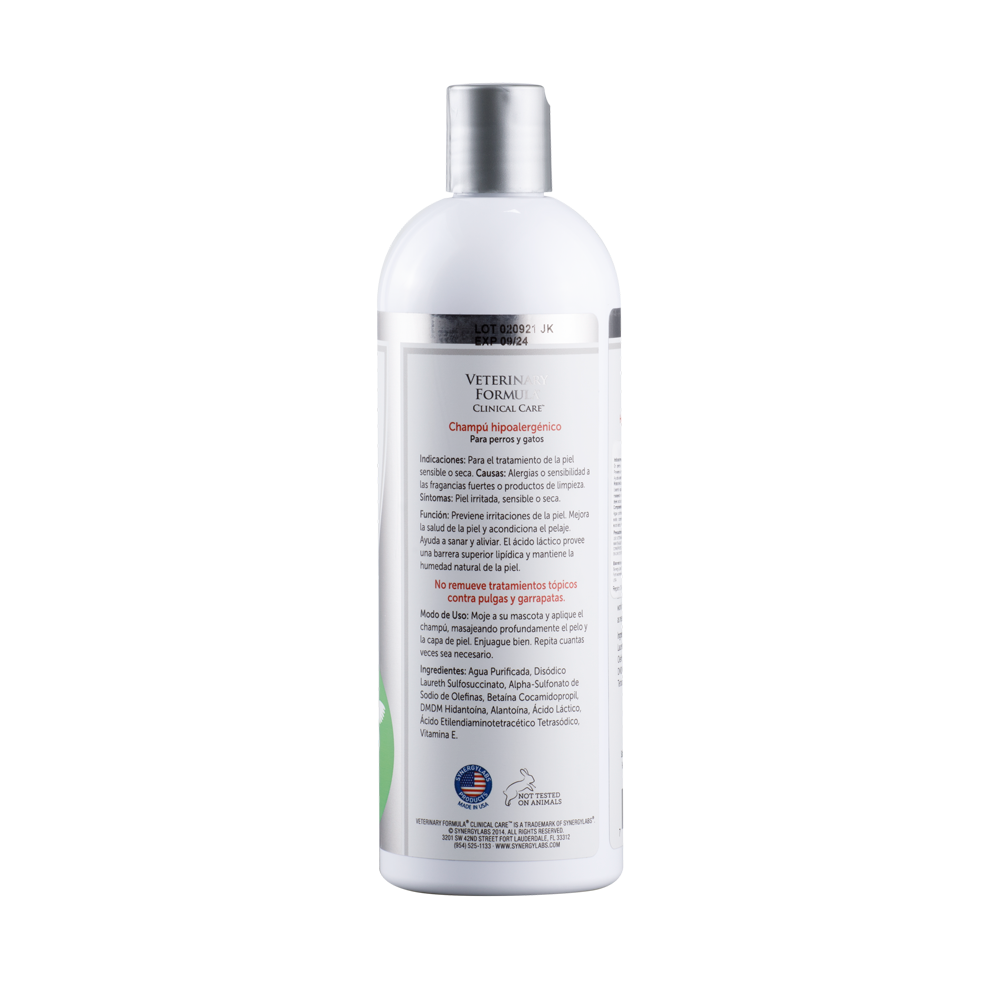 LOT 020921 JK
EXP 09/24
VETERINARY
FORMULA
CLINICAL CARE™
Champú hipoalergénico
Para perros y gatos
Indicaciones: Para el tratamiento de la piel
sensible o seca. Causas: Alergias o sensibilidad a
las fragancias fuertes o productos de limpieza.
Síntomas: Piel irritada, sensible o seca.
Función: Previene irritaciones de la piel. Mejora
la salud de la piel y acondiciona el pelaje.
Ayuda a sanar y aliviar. El ácido láctico provee
una barrera superior lipídica y mantiene la
humedad natural de la piel.
No remueve tratamientos tópicos
contra pulgas y garrapatas.
Modo de Uso: Moje a su mascota y aplique el
champú, masajeando profundamente el pelo y
la capa de piel. Enjuague bien. Repita cuantas
veces sea necesario.
Ingredientes: Agua Purificada, Disódico
Laureth Sulfosuccinato, Alpha-Sulfonato de
Sodio de Olefinas, Betaína Cocamidopropil,
DMDM Hidantoína, Alantoína, Ácido Láctico,
Ácido Etilendiaminotetracético Tetrasódico,
Vitamina E.
SYNERGYLABS
PRODUCTS
MADE IN USA
NOT TESTED
ON ANIMALS
VETERINARY FORMULA® CLINICAL CARE™ IS A TRADEMARK OF SYNERGYLABS®
© SYNERGYLABS 2014. ALL RIGHTS RESERVED.
3201 SW 42ND STREET FORT LAUDERDALE, FL 33312
(954) 525-1133 · WWW.SYNERGYLABS.COM